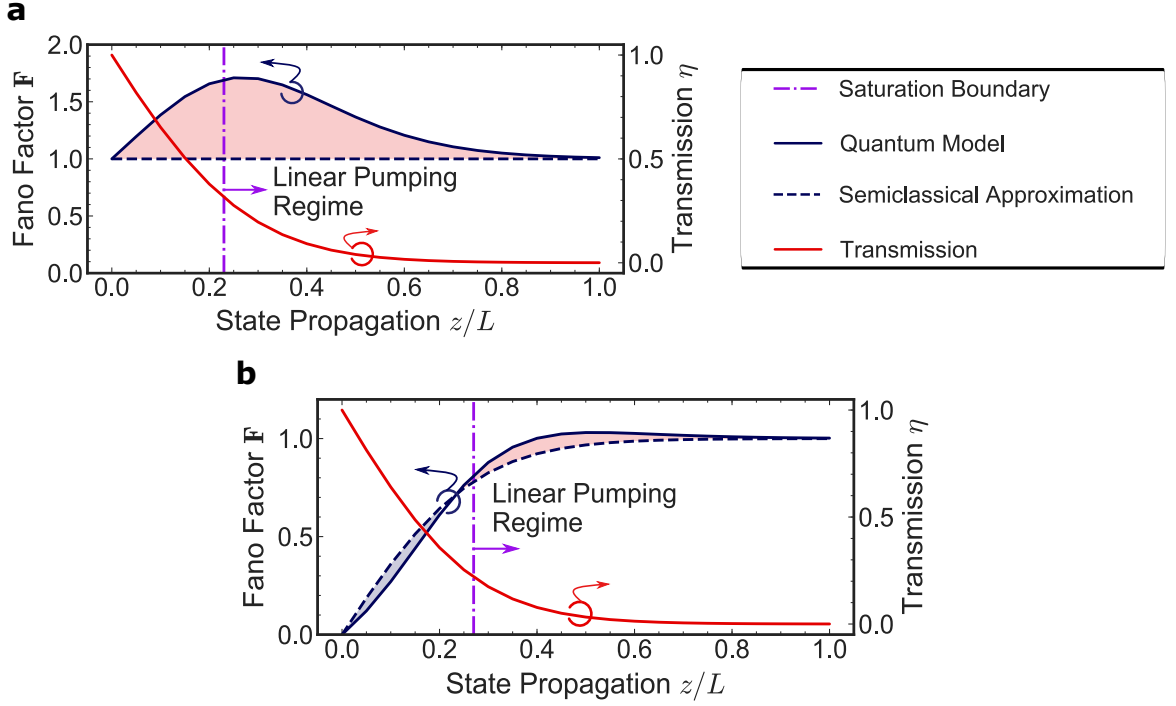 a
2.0
1.5
1.0
0.5
0.0
Fano Factor F
1.0
0.5
0.0
Transmission η
Linear Pumping
Regime
0.0 0.2 0.4 0.6 0.8 1.0
State Propagation z/L
Saturation Boundary
Quantum Model
Semiclassical Approximation
Transmission
b
1.0
0.5
0.0
Fano Factor F
1.0
0.5
0.0
Transmission η
Linear Pumping
Regime
0.0 0.2 0.4 0.6 0.8 1.0
State Propagation z/L